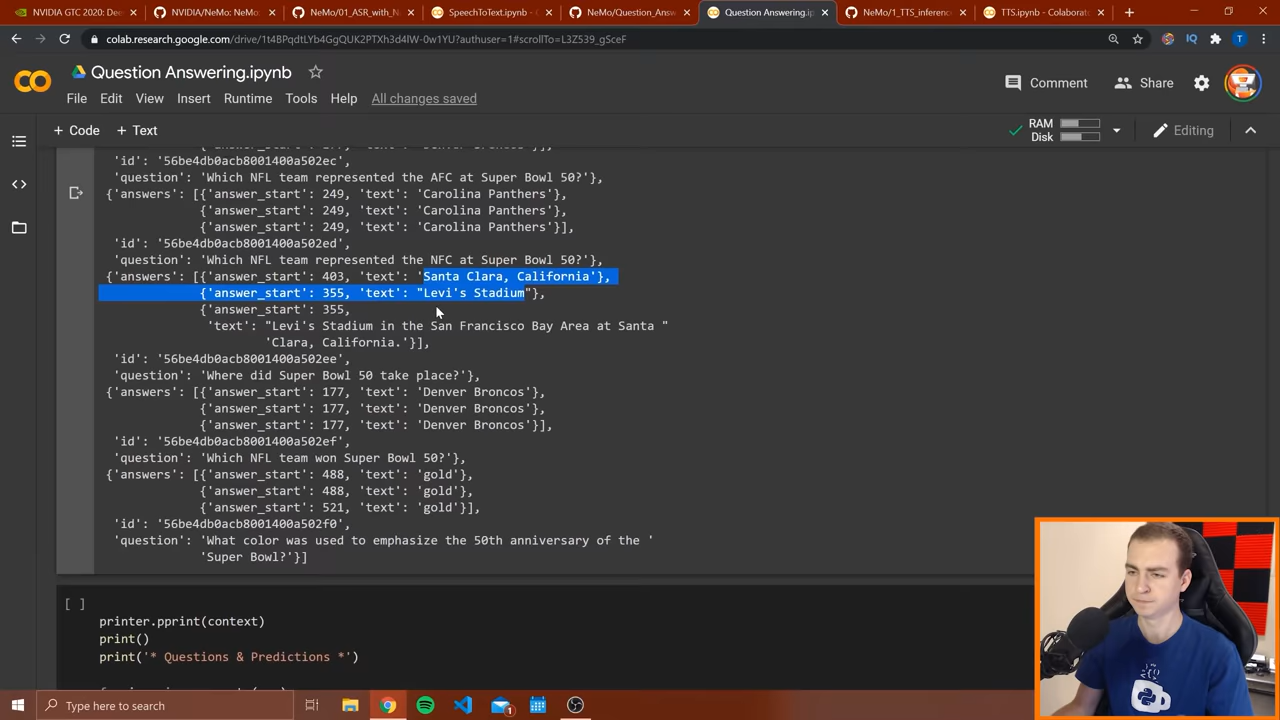 NVIDIA GTC 2020: Dee
NVIDIA/NeMo: NeMo:
NeMo/01_ASR_with_N
SpeechToText.ipynb - C
NeMo/Question_Answ
Question Answering.ip
NeMo/1_TTS_inferenc
TTS.ipynb - Colaborat
colab.research.google.com/drive/1t4BPqdtLYb4GgQUK2PTXh3d4IW-0w1YU?authuser=1#scrollTo=L3Z539_gSceF
CO
Question Answering.ipynb
Comment
Share
File Edit View Insert Runtime Tools Help All changes saved
+ Code + Text
RAM
Disk
Editing
'id': '56be4db0acb8001400a502ec',
'question': 'Which NFL team represented the AFC at Super Bowl 50?'},
{'answers': [{'answer_start': 249, 'text': 'Carolina Panthers'},
{'answer_start': 249, 'text': 'Carolina Panthers'},
{'answer_start': 249, 'text': 'Carolina Panthers'}],
'id': '56be4db0acb8001400a502ed',
'question': 'Which NFL team represented the NFC at Super Bowl 50?'},
{'answers': [{'answer_start': 403, 'text': 'Santa Clara, California'},
{'answer_start': 355, 'text': "Levi's Stadium"},
{'answer_start': 355,
'text': "Levi's Stadium in the San Francisco Bay Area at Santa "
'Clara, California.'}],
'id': '56be4db0acb8001400a502ee',
'question': 'Where did Super Bowl 50 take place?'},
{'answers': [{'answer_start': 177, 'text': 'Denver Broncos'},
{'answer_start': 177, 'text': 'Denver Broncos'},
{'answer_start': 177, 'text': 'Denver Broncos'}],
'id': '56be4db0acb8001400a502ef',
'question': 'Which NFL team won Super Bowl 50?'},
{'answers': [{'answer_start': 488, 'text': 'gold'},
{'answer_start': 488, 'text': 'gold'},
{'answer_start': 521, 'text': 'gold'}],
'id': '56be4db0acb8001400a502f0',
'question': 'What color was used to emphasize the 50th anniversary of the '
'Super Bowl?'}]
[ ]
printer.pprint(context)
print()
print('* Questions & Predictions *')
Type here to search